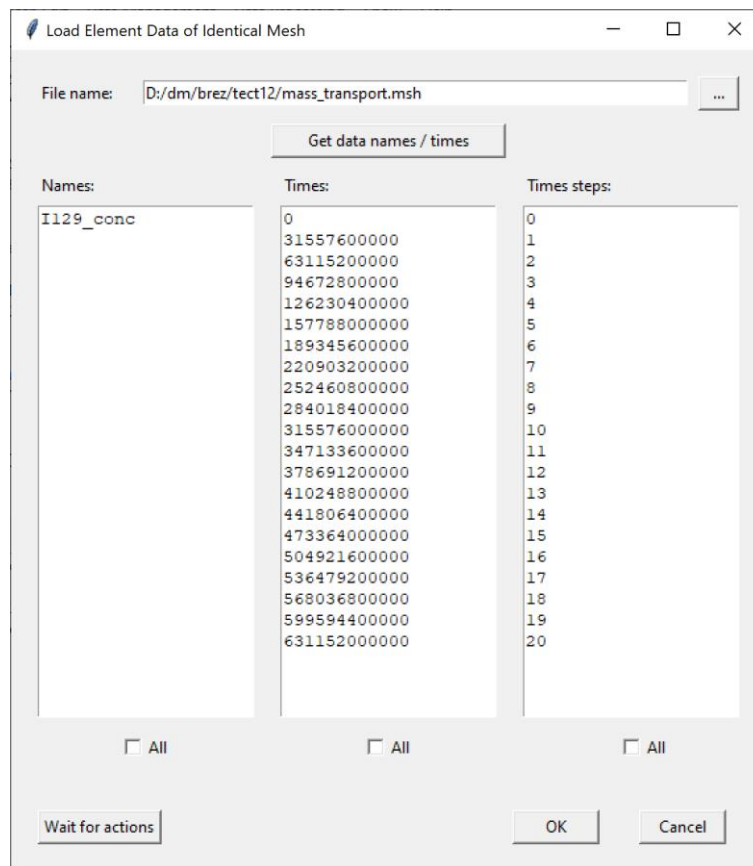 Load Element Data of Identical Mesh
File name: D:/dm/brez/tect12/mass_transport.msh ...
Get data names / times
Names: Times: Times steps:
I129_conc 0 0
31557600000 1
63115200000 2
94672800000 3
126230400000 4
157788000000 5
189345600000 6
220903200000 7
252460800000 8
284018400000 9
315576000000 10
347133600000 11
378691200000 12
410248800000 13
441806400000 14
473364000000 15
504921600000 16
536479200000 17
568036800000 18
599594400000 19
631152000000 20
All All All
Wait for actions OK Cancel